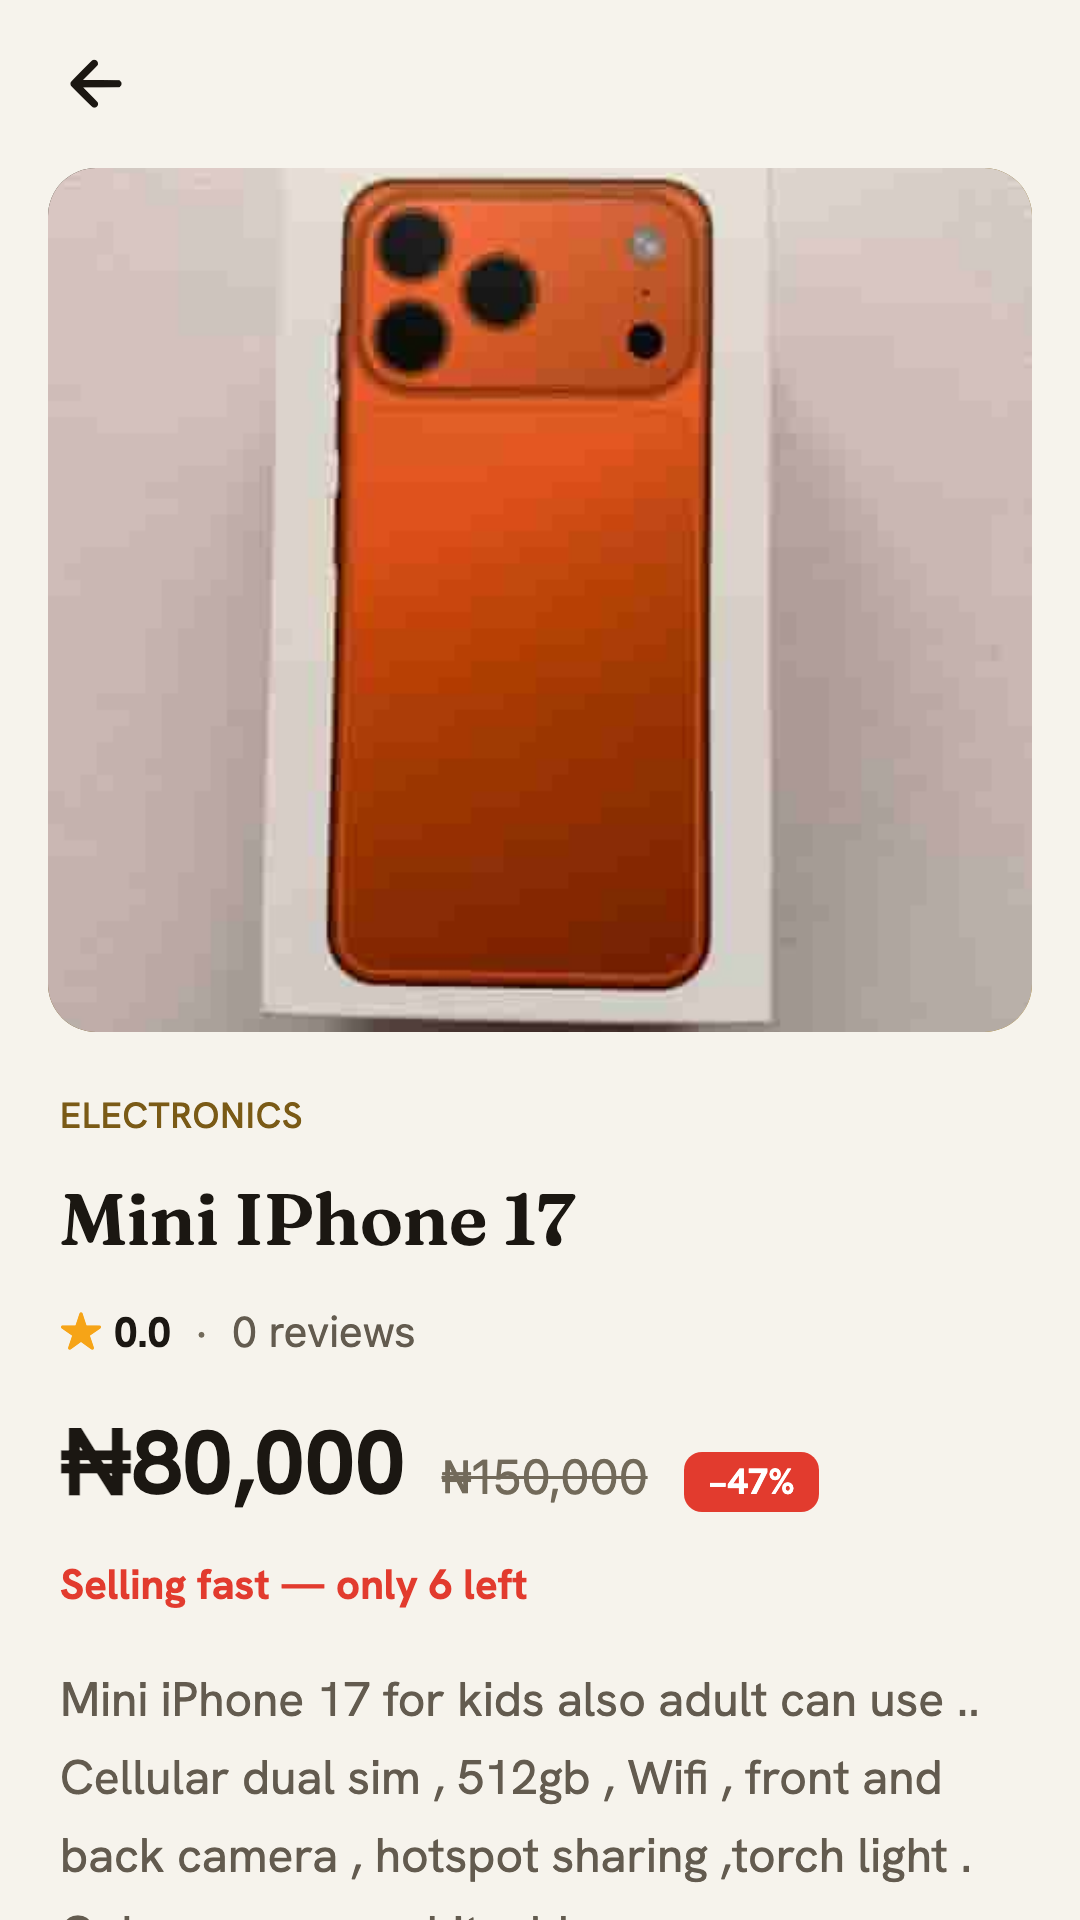 ELECTRONICS
Mini IPhone 17
0.0 · 0 reviews
₦80,000 ₦150,000 –47%
Selling fast — only 6 left
Mini iPhone 17 for kids also adult can use ..
Cellular dual sim , 512gb , Wifi , front and
back camera , hotspot sharing ,torch light .